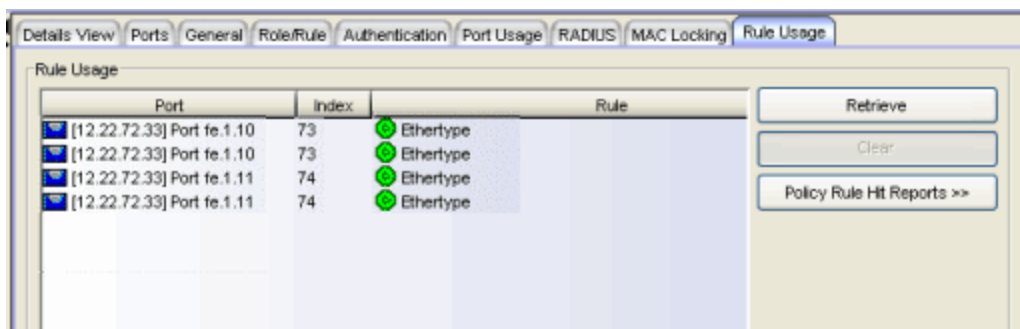 Details View Ports General Role/Rule Authentication Port Usage RADIUS MAC Locking Rule Usage
Rule Usage
Port Index Rule Retrieve
[12.22.72.33] Port fe.1.10 73 Ethertype
[12.22.72.33] Port fe.1.10 73 Ethertype Clear
[12.22.72.33] Port fe.1.11 74 Ethertype
[12.22.72.33] Port fe.1.11 74 Ethertype Policy Rule Hit Reports >>